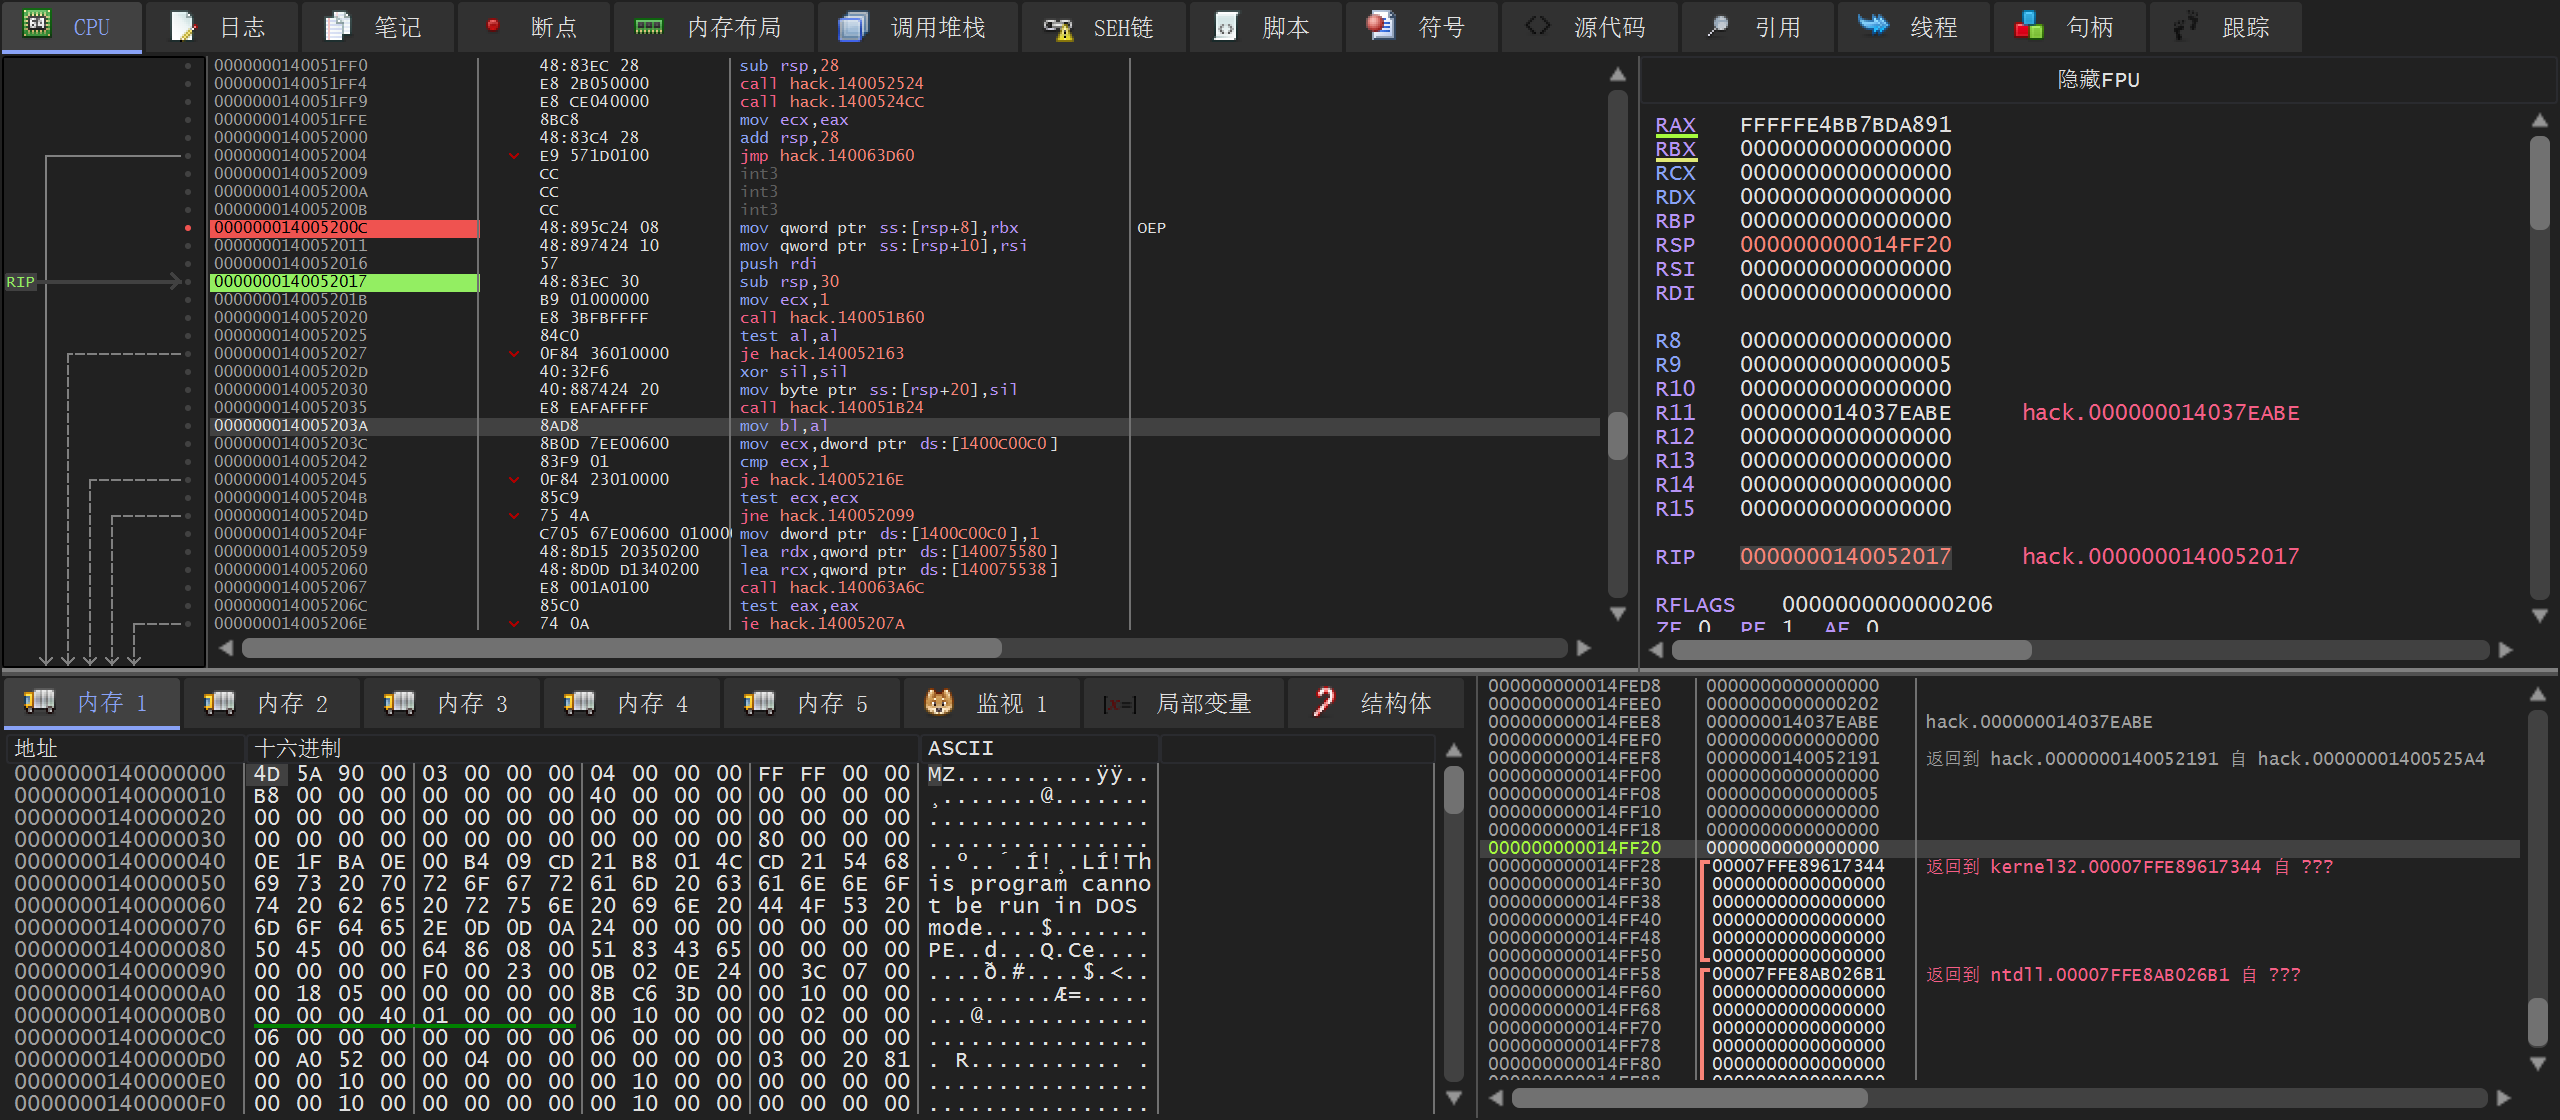 CPU 日志 笔记 断点 内存布局 调用堆栈 SEH链 脚本 符号 源代码 引用 线程 句柄 跟踪
0000000140051FF0 48:83EC 28 sub rsp,28
0000000140051FF4 E8 2B050000 call hack.140052524
0000000140051FF9 E8 CE040000 call hack.1400524CC
0000000140051FFE 8BC8 mov ecx,eax
0000000140052000 48:83C4 28 add rsp,28
0000000140052004 E9 571D0100 jmp hack.140063D60
0000000140052009 CC int3
000000014005200A CC int3
000000014005200B CC int3
000000014005200C 48:895C24 08 mov qword ptr ss:[rsp+8],rbx OEP
0000000140052011 48:897424 10 mov qword ptr ss:[rsp+10],rsi
0000000140052016 57 push rdi
RIP 0000000140052017 48:83EC 30 sub rsp,30
000000014005201B B9 01000000 mov ecx,1
0000000140052020 E8 3BFBFFFF call hack.140051B60
0000000140052025 84C0 test al,al
0000000140052027 0F84 36010000 je hack.140052163
000000014005202D 40:32F6 xor sil,sil
0000000140052030 40:887424 20 mov byte ptr ss:[rsp+20],sil
0000000140052035 E8 EAFAFFFF call hack.140051B24
000000014005203A 8AD8 mov bl,al
000000014005203C 8B0D 7EE00600 mov ecx,dword ptr ds:[1400C00C0]
0000000140052042 83F9 01 cmp ecx,1
0000000140052045 0F84 23010000 je hack.14005216E
000000014005204B 85C9 test ecx,ecx
000000014005204D 75 4A jne hack.140052099
000000014005204F C705 67E00600 01000 mov dword ptr ds:[1400C00C0],1
0000000140052059 48:8D15 20350200 lea rdx,qword ptr ds:[140075580]
0000000140052060 48:8D0D D1340200 lea rcx,qword ptr ds:[140075538]
0000000140052067 E8 001A0100 call hack.140063A6C
000000014005206C 85C0 test eax,eax
000000014005206E 74 0A je hack.14005207A
隐藏FPU
RAX FFFFFE4BB7BDA891
RBX 0000000000000000
RCX 0000000000000000
RDX 0000000000000000
RBP 0000000000000000
RSP 000000000014FF20
RSI 0000000000000000
RDI 0000000000000000
R8 0000000000000000
R9 0000000000000005
R10 0000000000000000
R11 000000014037EABE hack.000000014037EABE
R12 0000000000000000
R13 0000000000000000
R14 0000000000000000
R15 0000000000000000
RIP 0000000140052017 hack.0000000140052017
RFLAGS 0000000000000206
ZF 0 PF 1 AF 0
内存 1 内存 2 内存 3 内存 4 内存 5 监视 1 [x=] 局部变量 结构体
地址 十六进制 ASCII
0000000140000000 4D 5A 90 00 03 00 00 00 04 00 00 00 FF FF 00 00 MZ..........ÿÿ..
0000000140000010 B8 00 00 00 00 00 00 00 40 00 00 00 00 00 00 00 ¸.......@.......
0000000140000020 00 00 00 00 00 00 00 00 00 00 00 00 00 00 00 00 ................
0000000140000030 00 00 00 00 00 00 00 00 00 00 00 00 80 00 00 00 ................
0000000140000040 0E 1F BA 0E 00 B4 09 CD 21 B8 01 4C CD 21 54 68 ..º..´.Í!¸.LÍ!Th
0000000140000050 69 73 20 70 72 6F 67 72 61 6D 20 63 61 6E 6E 6F is program canno
0000000140000060 74 20 62 65 20 72 75 6E 20 69 6E 20 44 4F 53 20 t be run in DOS
0000000140000070 6D 6F 64 65 2E 0D 0D 0A 24 00 00 00 00 00 00 00 mode....$.......
0000000140000080 50 45 00 00 64 86 08 00 51 83 43 65 00 00 00 00 PE..d...Q.Ce....
0000000140000090 00 00 00 00 F0 00 23 00 0B 02 0E 24 00 3C 07 00 ....ð.#....$.<..
00000001400000A0 00 18 05 00 00 00 00 00 8B C6 3D 00 00 10 00 00 .........Æ=.....
00000001400000B0 00 00 00 40 01 00 00 00 00 10 00 00 00 02 00 00 ...@............
00000001400000C0 06 00 00 00 00 00 00 00 06 00 00 00 00 00 00 00 ................
00000001400000D0 00 A0 52 00 00 04 00 00 00 00 00 00 03 00 20 81 . R........... .
00000001400000E0 00 00 10 00 00 00 00 00 00 10 00 00 00 00 00 00 ................
00000001400000F0 00 00 10 00 00 00 00 00 00 10 00 00 00 00 00 00 ................
000000000014FED8 0000000000000000
000000000014FEE0 0000000000000202
000000000014FEE8 000000014037EABE hack.000000014037EABE
000000000014FEF0 0000000000000000
000000000014FEF8 0000000140052191 返回到 hack.0000000140052191 自 hack.00000001400525A4
000000000014FF00 0000000000000000
000000000014FF08 0000000000000005
000000000014FF10 0000000000000000
000000000014FF18 0000000000000000
000000000014FF20 0000000000000000
000000000014FF28 00007FFE89617344 返回到 kernel32.00007FFE89617344 自 ???
000000000014FF30 0000000000000000
000000000014FF38 0000000000000000
000000000014FF40 0000000000000000
000000000014FF48 0000000000000000
000000000014FF50 0000000000000000
000000000014FF58 00007FFE8AB026B1 返回到 ntdll.00007FFE8AB026B1 自 ???
000000000014FF60 0000000000000000
000000000014FF68 0000000000000000
000000000014FF70 0000000000000000
000000000014FF78 0000000000000000
000000000014FF80 0000000000000000